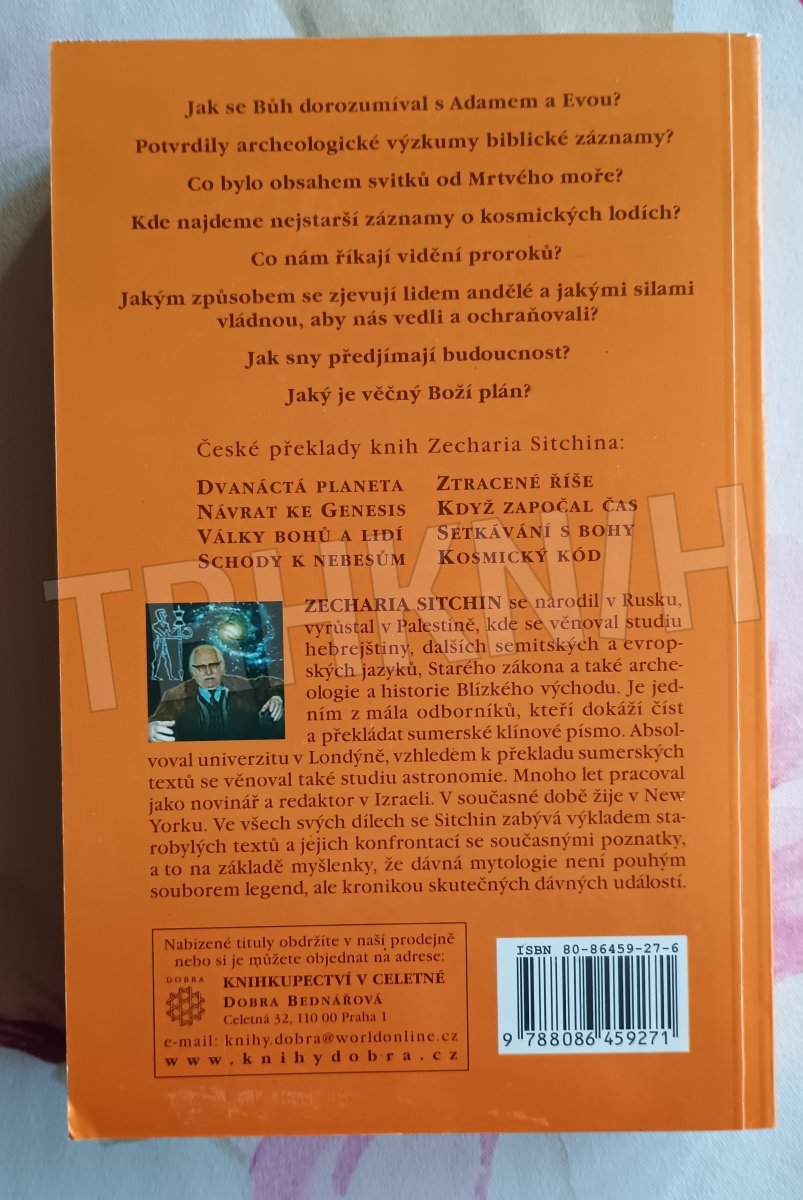 Jak se Bůh dorozumíval s Adamem a Evou?
Potvrdily archeologické výzkumy biblické záznamy?
Co bylo obsahem svitků od Mrtvého moře?
Kde najdeme nejstarší záznamy o kosmických lodích?
Co nám říkají vidění proroků?
Jakým způsobem se zjevují lidem andělé a jakými silami
vládnou, aby nás vedli a ochraňovali?
Jak sny předjímají budoucnost?
Jaký je věčný Boží plán?
České překlady knih Zecharia Sitchina:
DVANÁCTÁ PLANETA
NÁVRAT KE GENESIS
VÁLKY BOHŮ A LIDÍ
SCHODY K NEBESŮM
ZTRACENÉ ŘÍŠE
KDYŽ ZAPOČAL ČAS
SETKÁVÁNÍ S BOHY
KOSMICKÝ KÓD
TRHKNIH
ZECHARIA SITCHIN se narodil v Rusku,
vyrůstal v Palestině, kde se věnoval studiu
hebrejštiny, dalších semitských a evrop-
ských jazyků, Starého zákona a také arche-
ologie a historie Blízkého východu. Je jed-
ním z mála odborníků, kteří dokáží číst
a překládat sumerské klínové písmo. Absol-
voval univerzitu v Londýně, vzhledem k překladu sumerských
textů se věnoval také studiu astronomie. Mnoho let pracoval
jako novinář a redaktor v Izraeli. V současné době žije v New
Yorku. Ve všech svých dílech se Sitchin zabývá výkladem sta-
robylých textů a jejich konfrontací se současnými poznatky,
a to na základě myšlenky, že dávná mytologie není pouhým
souborem legend, ale kronikou skutečných dávných událostí.
Nabízené tituly obdržíte v naší prodejně
nebo si je můžete objednat na adrese:
DOBRA
KNIHKUPECTVÍ V CELETNÉ
DOBRA BEDNÁŘOVÁ
Celetná 32, 110 00 Praha 1
e-mail: knihy.dobra@worldonline.cz
www.knihydobra.cz
ISBN 80-86459-27-6
9 788086 459271